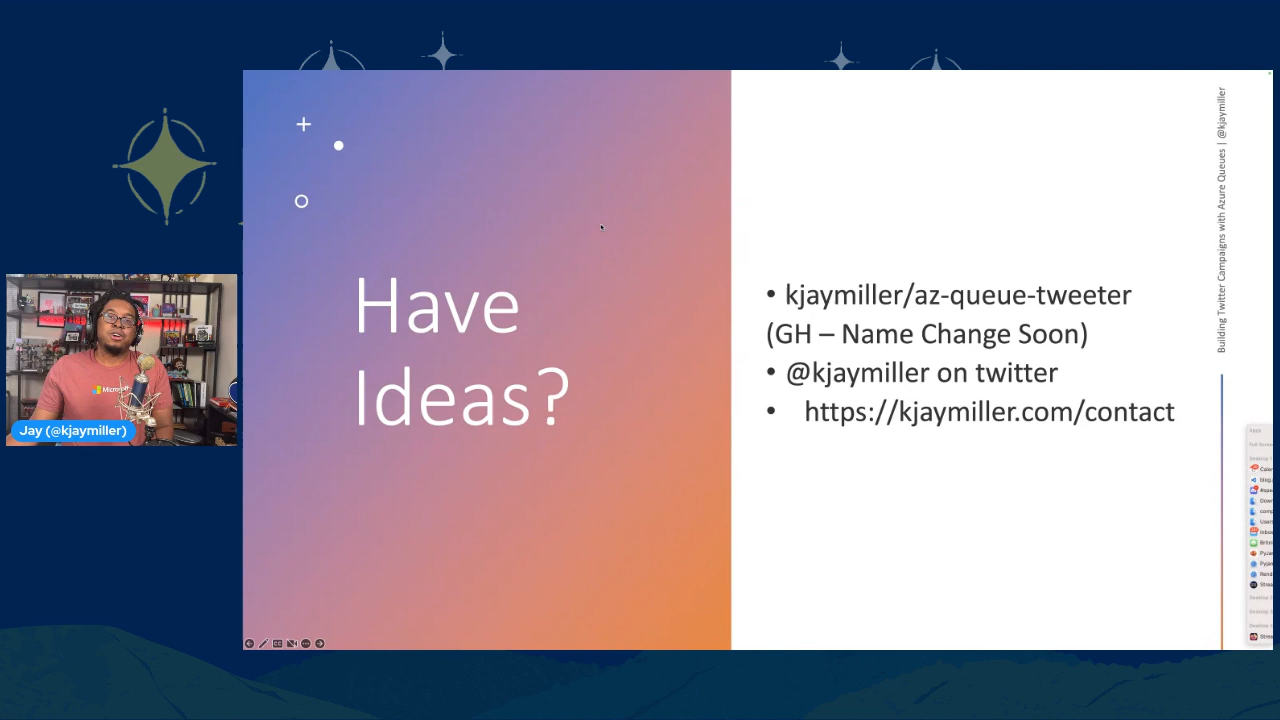 Have
Ideas?
• kjaymiller/az-queue-tweeter
(GH – Name Change Soon)
• @kjaymiller on twitter
• https://kjaymiller.com/contact
Building Twitter Campaigns with Azure Queues | @kjaymiller
Jay (@kjaymiller)